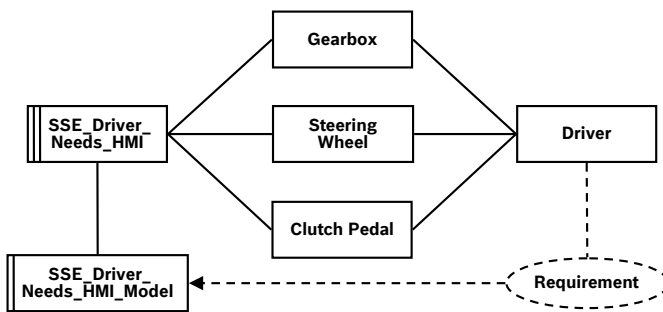 Gearbox
SSE_Driver_
Needs_HMI
Steering
Wheel
Driver
Clutch Pedal
SSE_Driver_
Needs_HMI_Model
Requirement